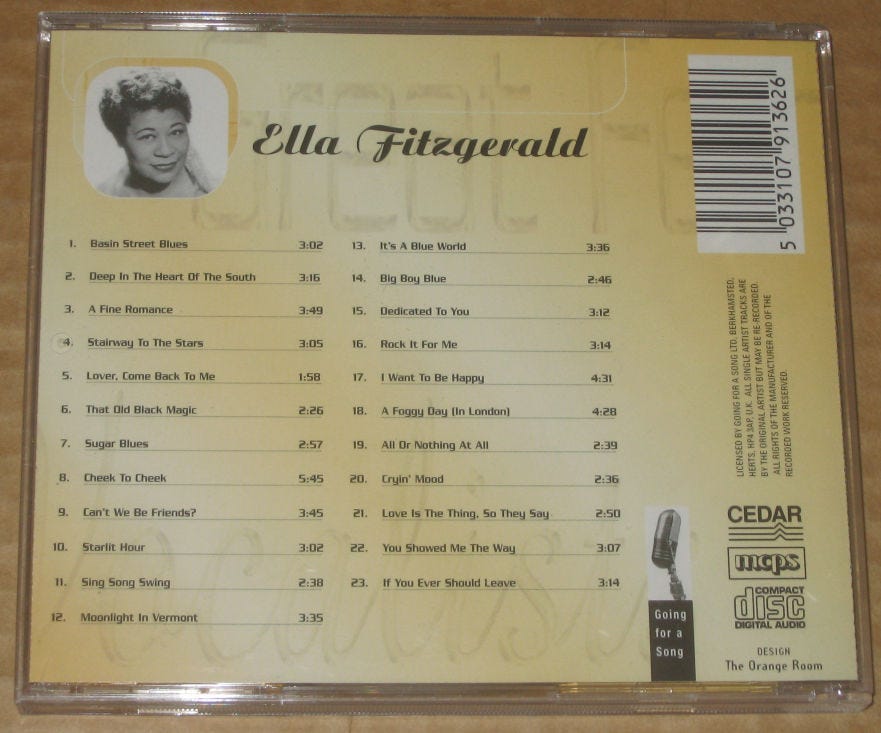 Ella Fitzgerald
1. Basin Street Blues 3:02
2. Deep In The Heart Of The South 3:16
3. A Fine Romance 3:49
4. Stairway To The Stars 3:05
5. Lover, Come Back To Me 1:58
6. That Old Black Magic 2:26
7. Sugar Blues 2:57
8. Cheek To Cheek 5:45
9. Can't We Be Friends? 3:45
10. Starlit Hour 3:02
11. Sing Song Swing 2:38
12. Moonlight In Vermont 3:35
13. It's A Blue World 3:36
14. Big Boy Blue 2:46
15. Dedicated To You 3:12
16. Rock It For Me 3:14
17. I Want To Be Happy 4:31
18. A Foggy Day (In London) 4:28
19. All Or Nothing At All 2:39
20. Cryin' Mood 2:36
21. Love Is The Thing, So They Say 2:50
22. You Showed Me The Way 3:07
23. If You Ever Should Leave 3:14
5 033107 913626
LICENSED BY GOING FOR A SONG LTD, BERKHAMSTED,
HERTS, HP4 3AP, U.K. ALL SINGLE ARTIST TRACKS ARE
BY THE ORIGINAL ARTIST BUT MAY BE RE-RECORDED.
ALL RIGHTS OF THE MANUFACTURER AND OF THE
RECORDED WORK RESERVED.
CEDAR
mcps
COMPACT
disc
DIGITAL AUDIO
Going
for a
Song
DESIGN
The Orange Room